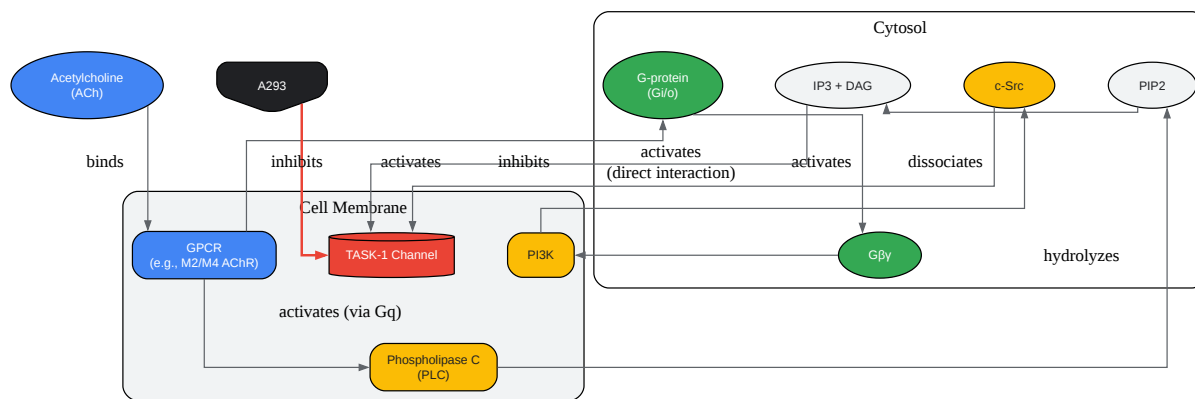 Cytosol
Acetylcholine
(ACh)
A293
G-protein
(Gi/o)
IP3 + DAG
c-Src
PIP2
binds
inhibits
activates
inhibits
activates
(direct interaction)
activates
dissociates
Cell Membrane
GPCR
(e.g., M2/M4 AChR)
TASK-1 Channel
PI3K
Gβγ
hydrolyzes
activates (via Gq)
Phospholipase C
(PLC)